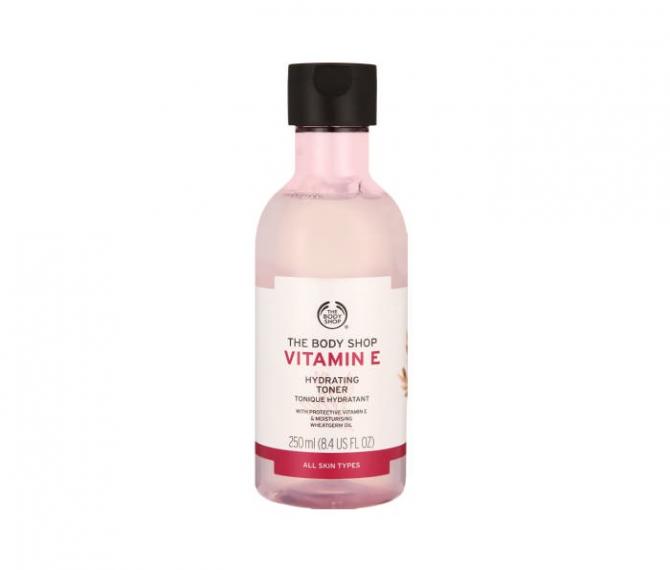 THE
BODY
SHOP
®
THE BODY SHOP
VITAMIN E
HYDRATING
TONER
TONIQUE HYDRATANT
WITH PROTECTIVE VITAMIN E
& MOISTURISING
WHEATGERM OIL
250 ml (8.4 US FL OZ)
ALL SKIN TYPES